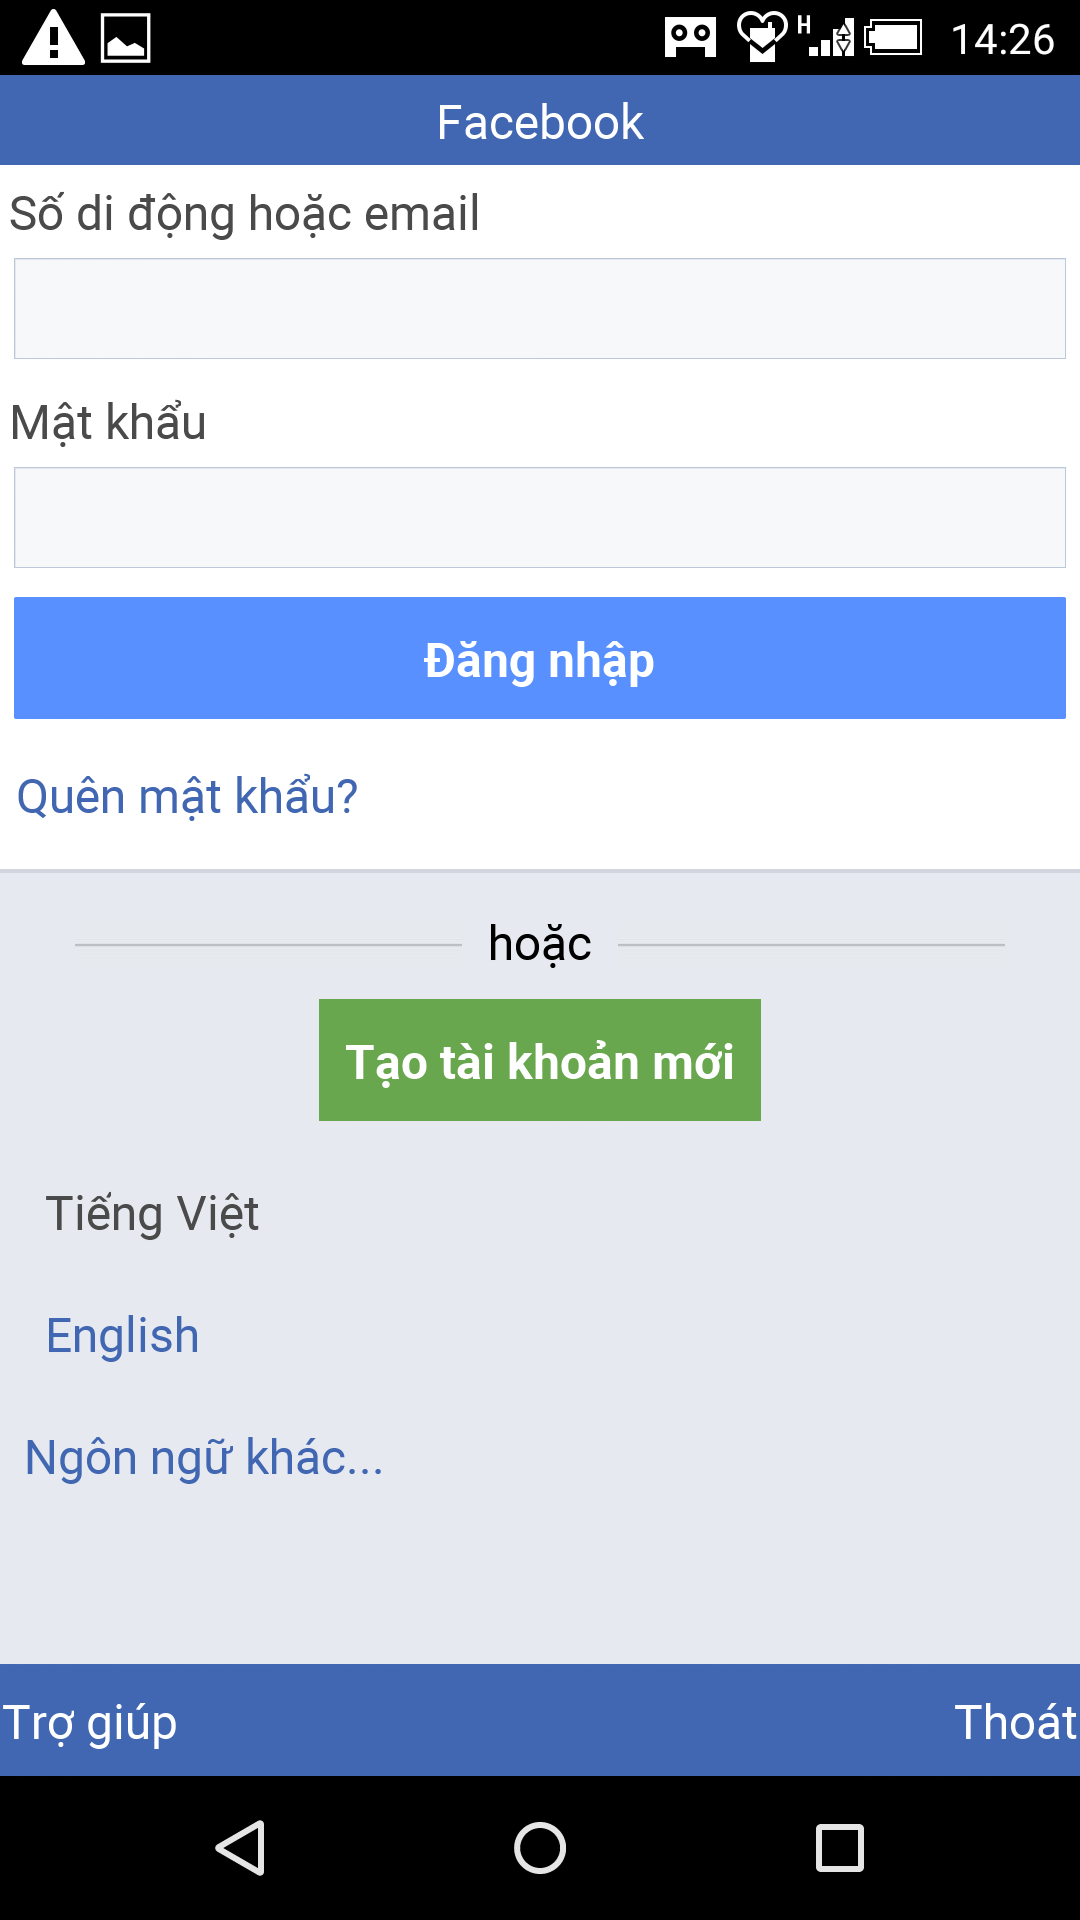 H 14:26
Facebook
Số di động hoặc email
Mật khẩu
Đăng nhập
Quên mật khẩu?
hoặc
Tạo tài khoản mới
Tiếng Việt
English
Ngôn ngữ khác...
Trợ giúp Thoát